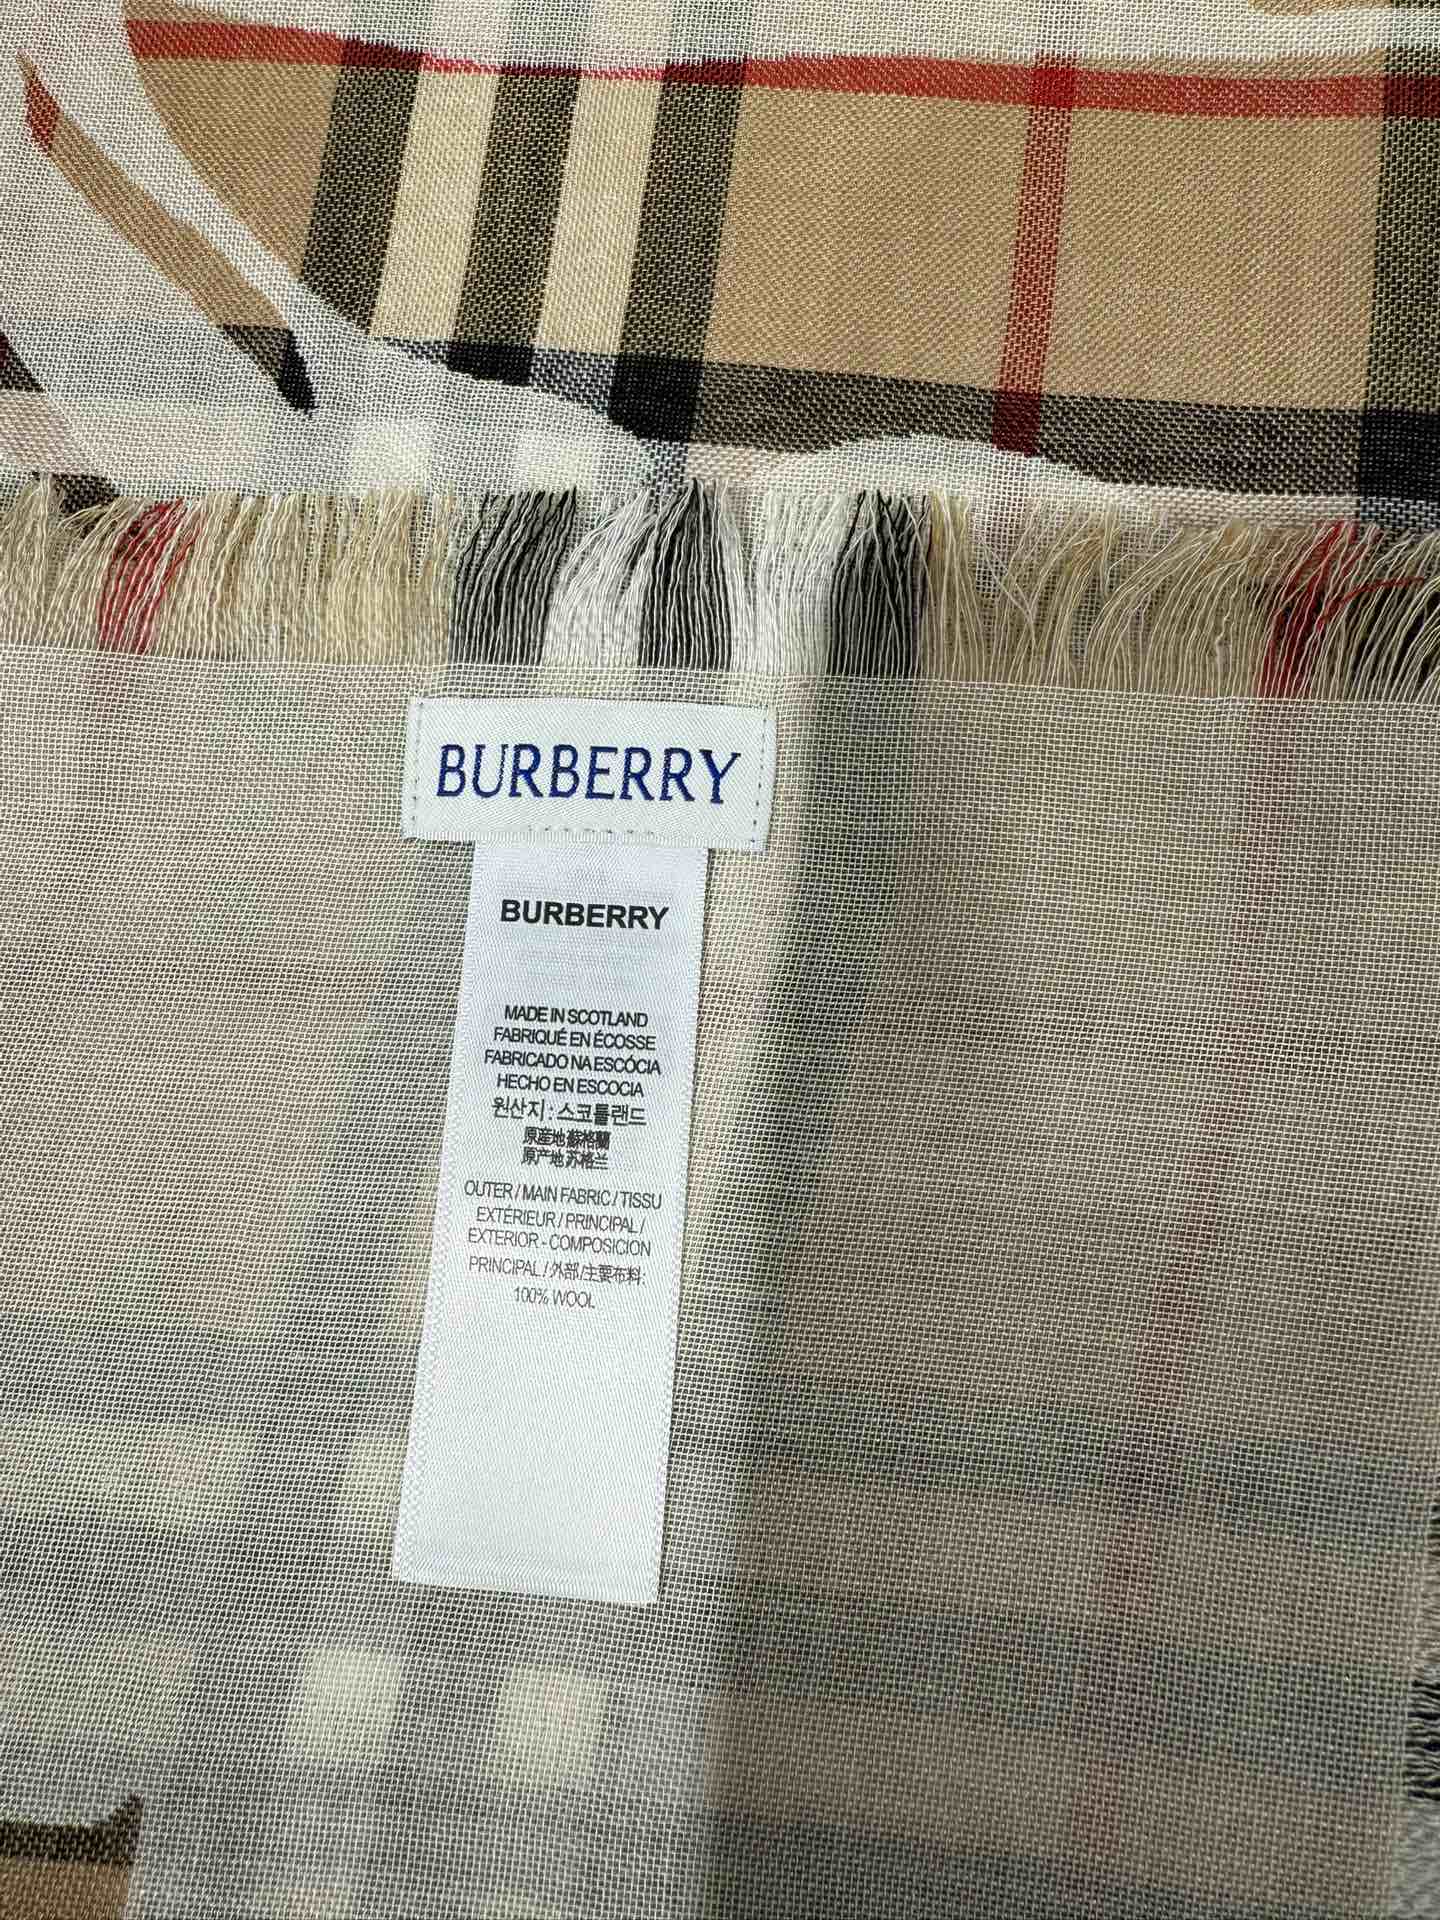 BURBERRY
BURBERRY
MADE IN SCOTLAND
FABRIQUÉ EN ÉCOSSE
FABRICADO NA ESCÓCIA
HECHO EN ESCOCIA
원산지 : 스코틀랜드
原産地 蘇格蘭
原产地 苏格兰
OUTER / MAIN FABRIC / TISSU
EXTÉRIEUR / PRINCIPAL /
EXTERIOR - COMPOSICION
PRINCIPAL / 外部/主要布料:
100% WOOL